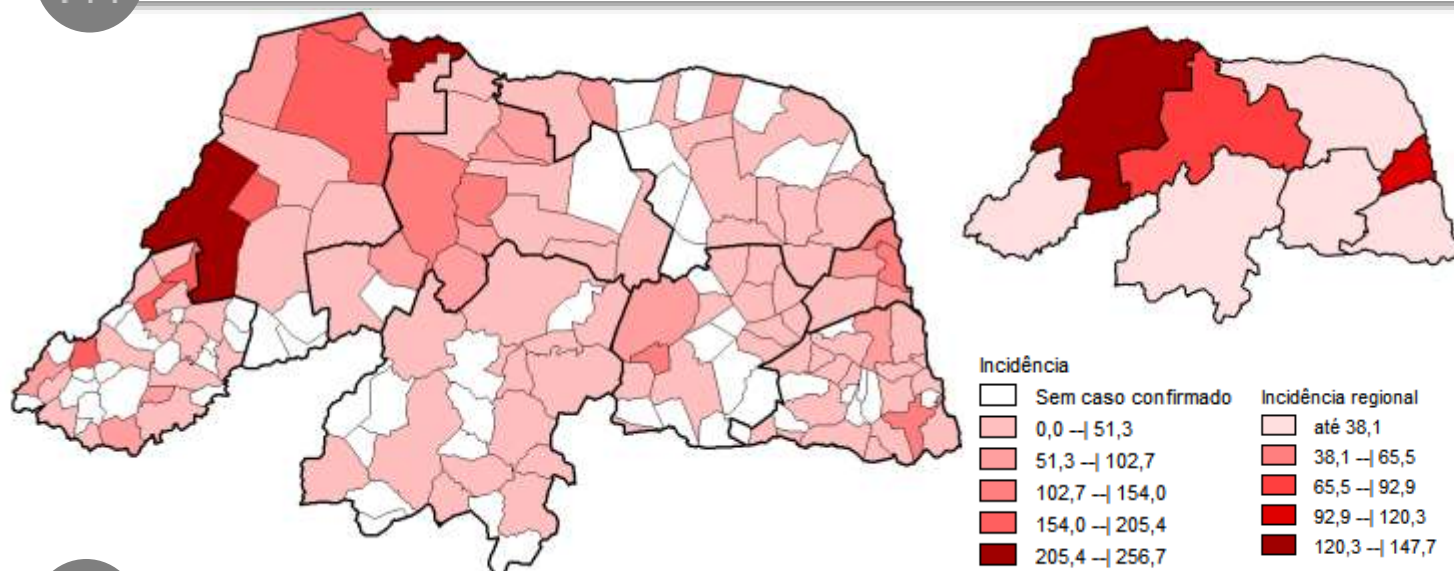 Incidência
Sem caso confirmado
0,0 --| 51,3
51,3 --| 102,7
102,7 --| 154,0
154,0 --| 205,4
205,4 --| 256,7
Incidência regional
até 38,1
38,1 --| 65,5
65,5 --| 92,9
92,9 --| 120,3
120,3 --| 147,7